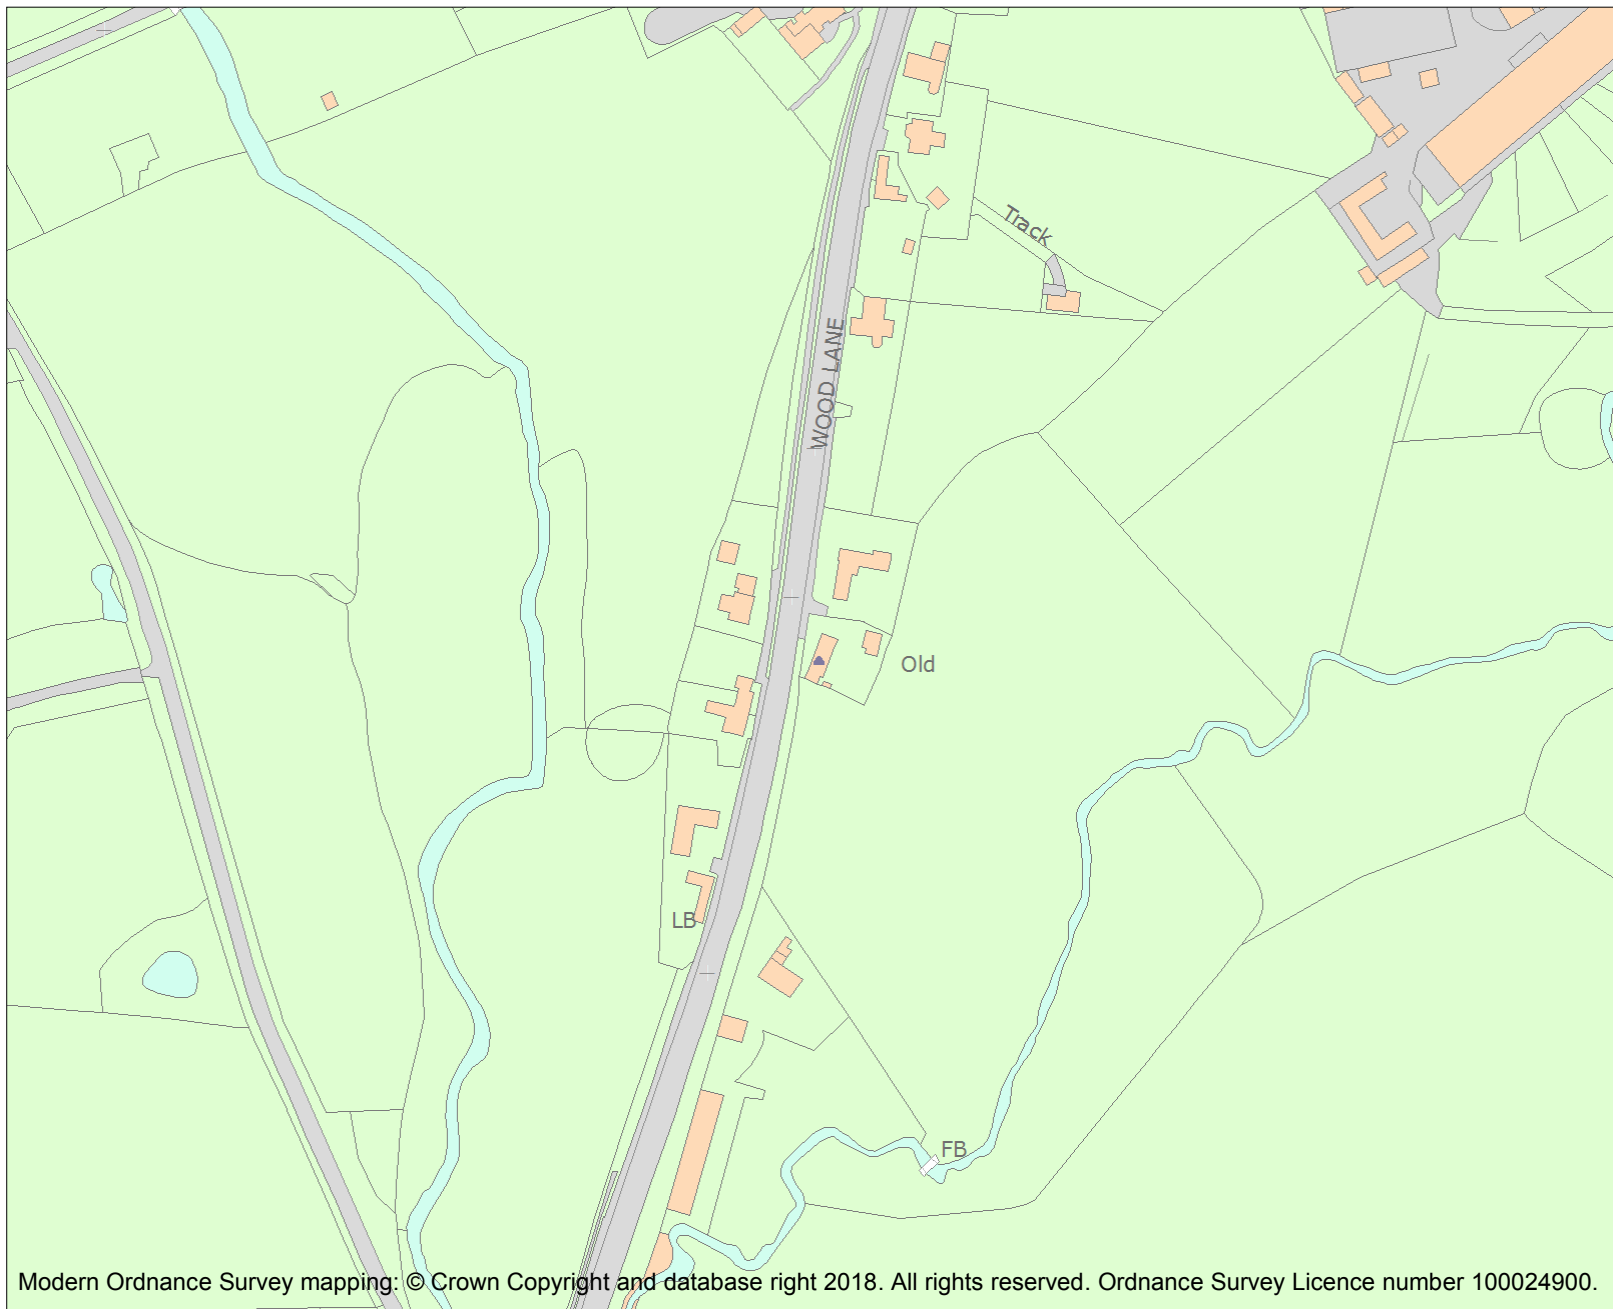 Track
WOOD LANE
Old
LB
FB
Modern Ordnance Survey mapping: © Crown Copyright and database right 2018. All rights reserved. Ordnance Survey Licence number 100024900.